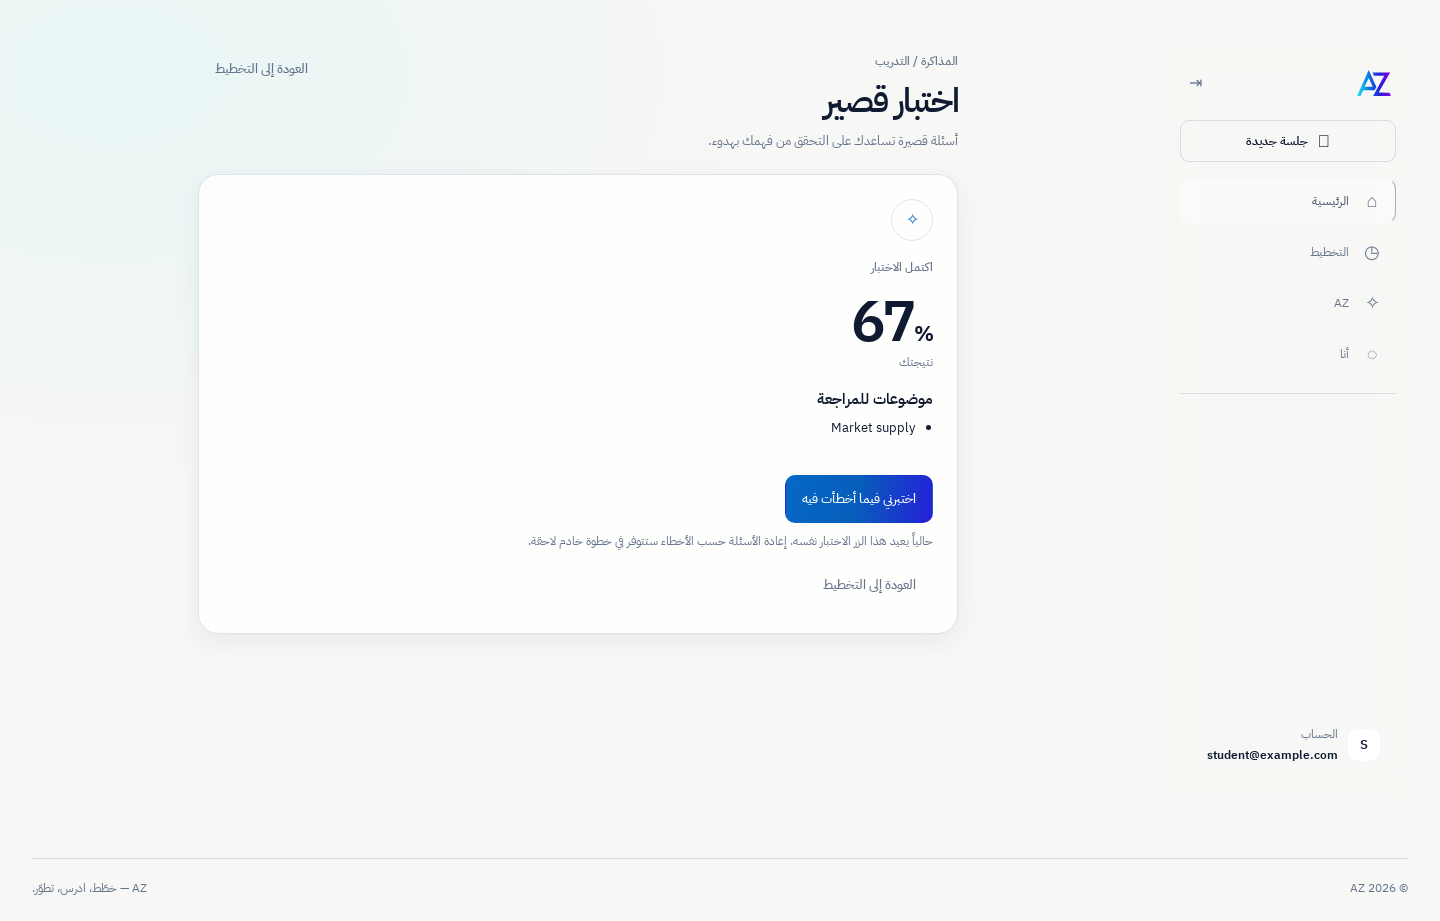 AZ
جلسة جديدة
الرئيسية
التخطيط
AZ
أنا
الحساب
S
student@example.com
المذاكرة / التدريب
العودة إلى التخطيط
اختبار قصير
أسئلة قصيرة تساعدك على التحقق من فهمك بهدوء.
اكتمل الاختبار
67%
نتيجتك
موضوعات للمراجعة
Market supply
اختبرني فيما أخطأت فيه
حالياً يعيد هذا الزر الاختبار نفسه. إعادة الأسئلة حسب الأخطاء ستتوفر في خطوة خادم لاحقة.
العودة إلى التخطيط
© 2026 AZ
AZ — خطّط، ادرس، تطوّر.